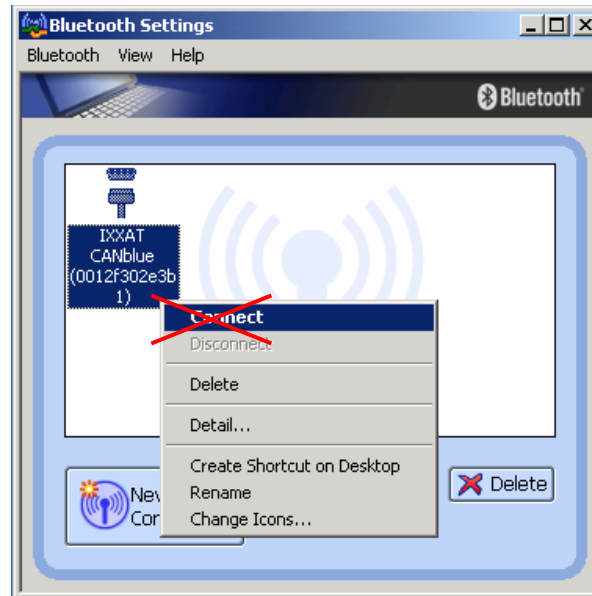 Bluetooth Settings
Bluetooth View Help
Bluetooth
IXXAT
CANblue
(0012f302e3b
1)
Connect
Disconnect
Delete
Detail...
Create Shortcut on Desktop
Rename
Change Icons...
Delete